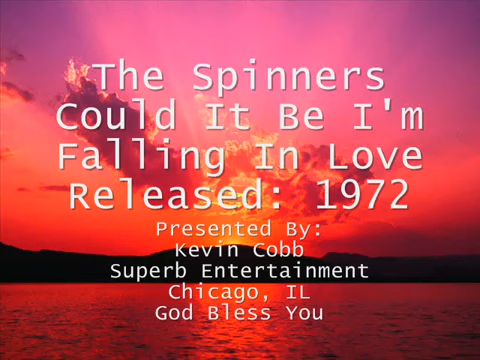 The Spinners
Could It Be I'm
Falling In Love
Released: 1972
Presented By:
Kevin Cobb
Superb Entertainment
Chicago, IL
God Bless You